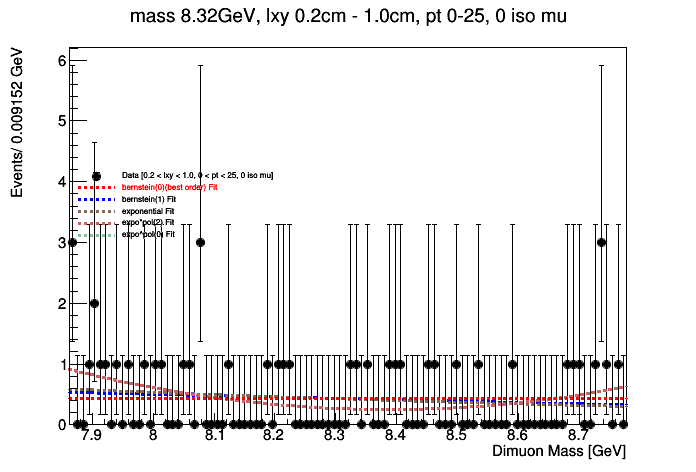 mass 8.32GeV, lxy 0.2cm - 1.0cm, pt 0-25, 0 iso mu
Events/ 0.009152 GeV
6
5
4
3
2
1
0
Data [0.2 < lxy < 1.0, 0 < pt < 25, 0 iso mu]
bernstein(0)(best order) Fit
bernstein(1) Fit
exponential Fit
expo*pol(2) Fit
expo*pol(0) Fit
7.9 8 8.1 8.2 8.3 8.4 8.5 8.6 8.7
Dimuon Mass [GeV]